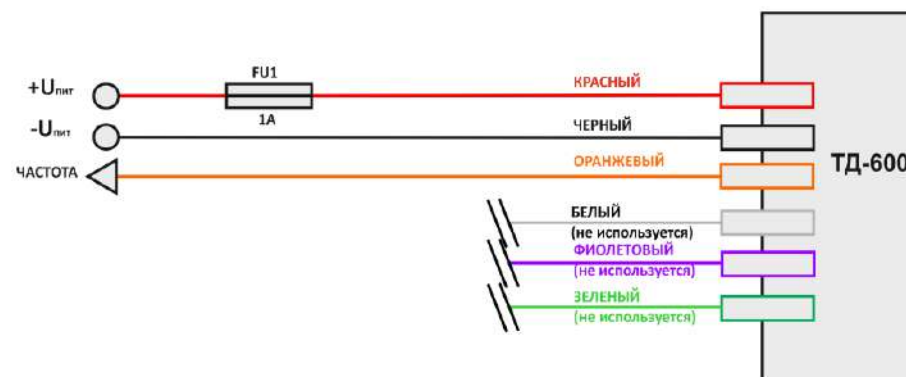 FU1
+Uпит
КРАСНЫЙ
1А
-Uпит
ЧЕРНЫЙ
ЧАСТОТА
ОРАНЖЕВЫЙ
ТД-600
БЕЛЫЙ
(не используется)
ФИОЛЕТОВЫЙ
(не используется)
ЗЕЛЕНЫЙ
(не используется)